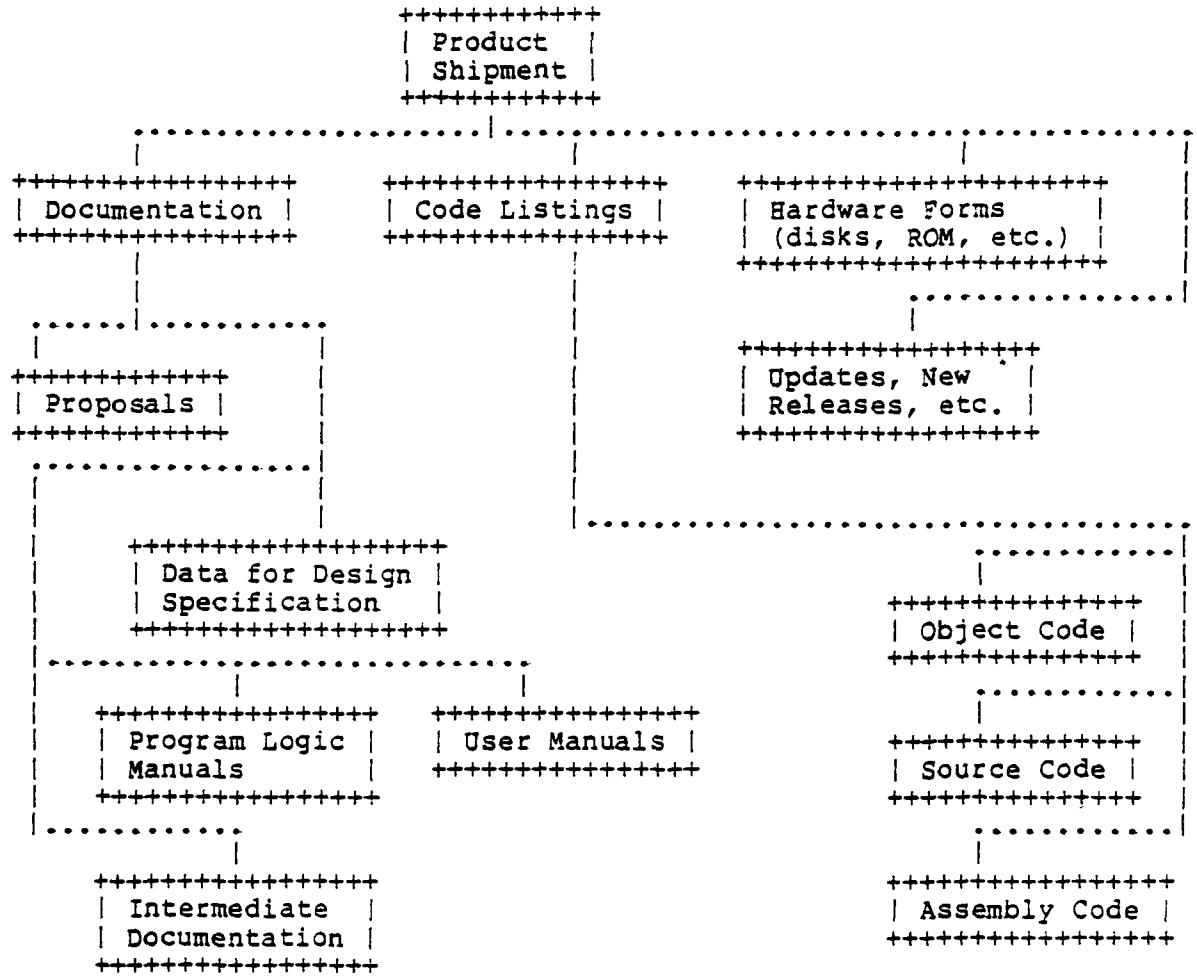 Product
Shipment
Documentation
Code Listings
Hardware Forms
(disks, ROM, etc.)
Proposals
Updates, New
Releases, etc.
Data for Design
Specification
Object Code
Program Logic
Manuals
User Manuals
Source Code
Intermediate
Documentation
Assembly Code